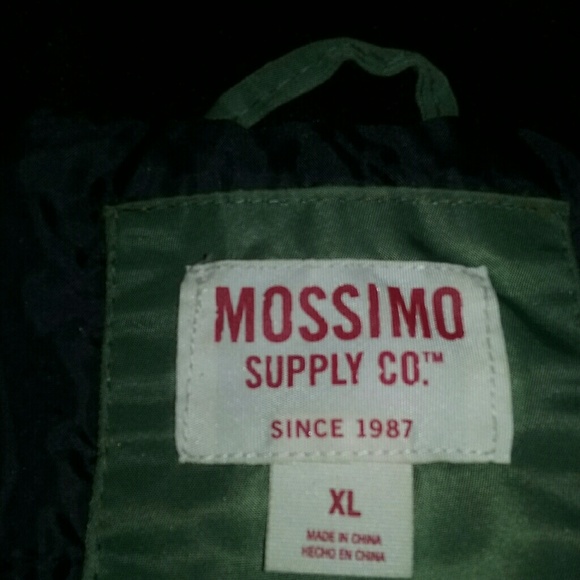 MOSSIMO
SUPPLY CO.™
SINCE 1987
XL
MADE IN CHINA
HECHO EN CHINA